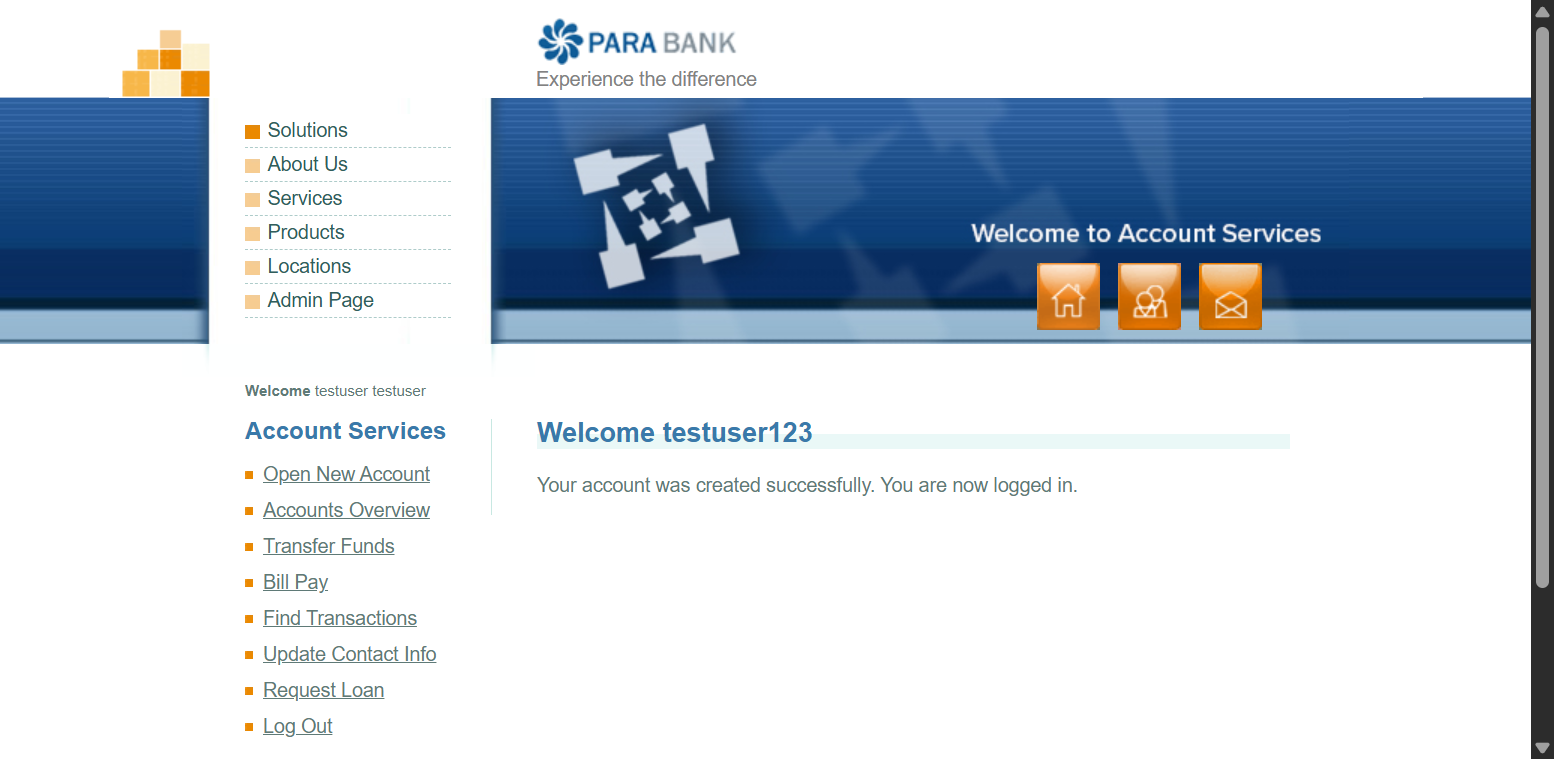 PARA BANK
Experience the difference
Solutions
About Us
Services
Products
Locations
Admin Page
Welcome to Account Services
Welcome testuser testuser
Account Services
Open New Account
Accounts Overview
Transfer Funds
Bill Pay
Find Transactions
Update Contact Info
Request Loan
Log Out
Welcome testuser123
Your account was created successfully. You are now logged in.